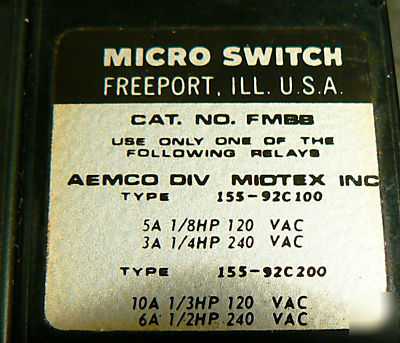 MICRO SWITCH
FREEPORT, ILL. U.S.A.
CAT. NO. FMBB
USE ONLY ONE OF THE
FOLLOWING RELAYS
AEMCO DIV MIDTEX INC
TYPE 155-92C100
5A 1/8HP 120 VAC
3A 1/4HP 240 VAC
TYPE 155-92C200
10A 1/3HP 120 VAC
6A 1/2HP 240 VAC
Copyrighted Image